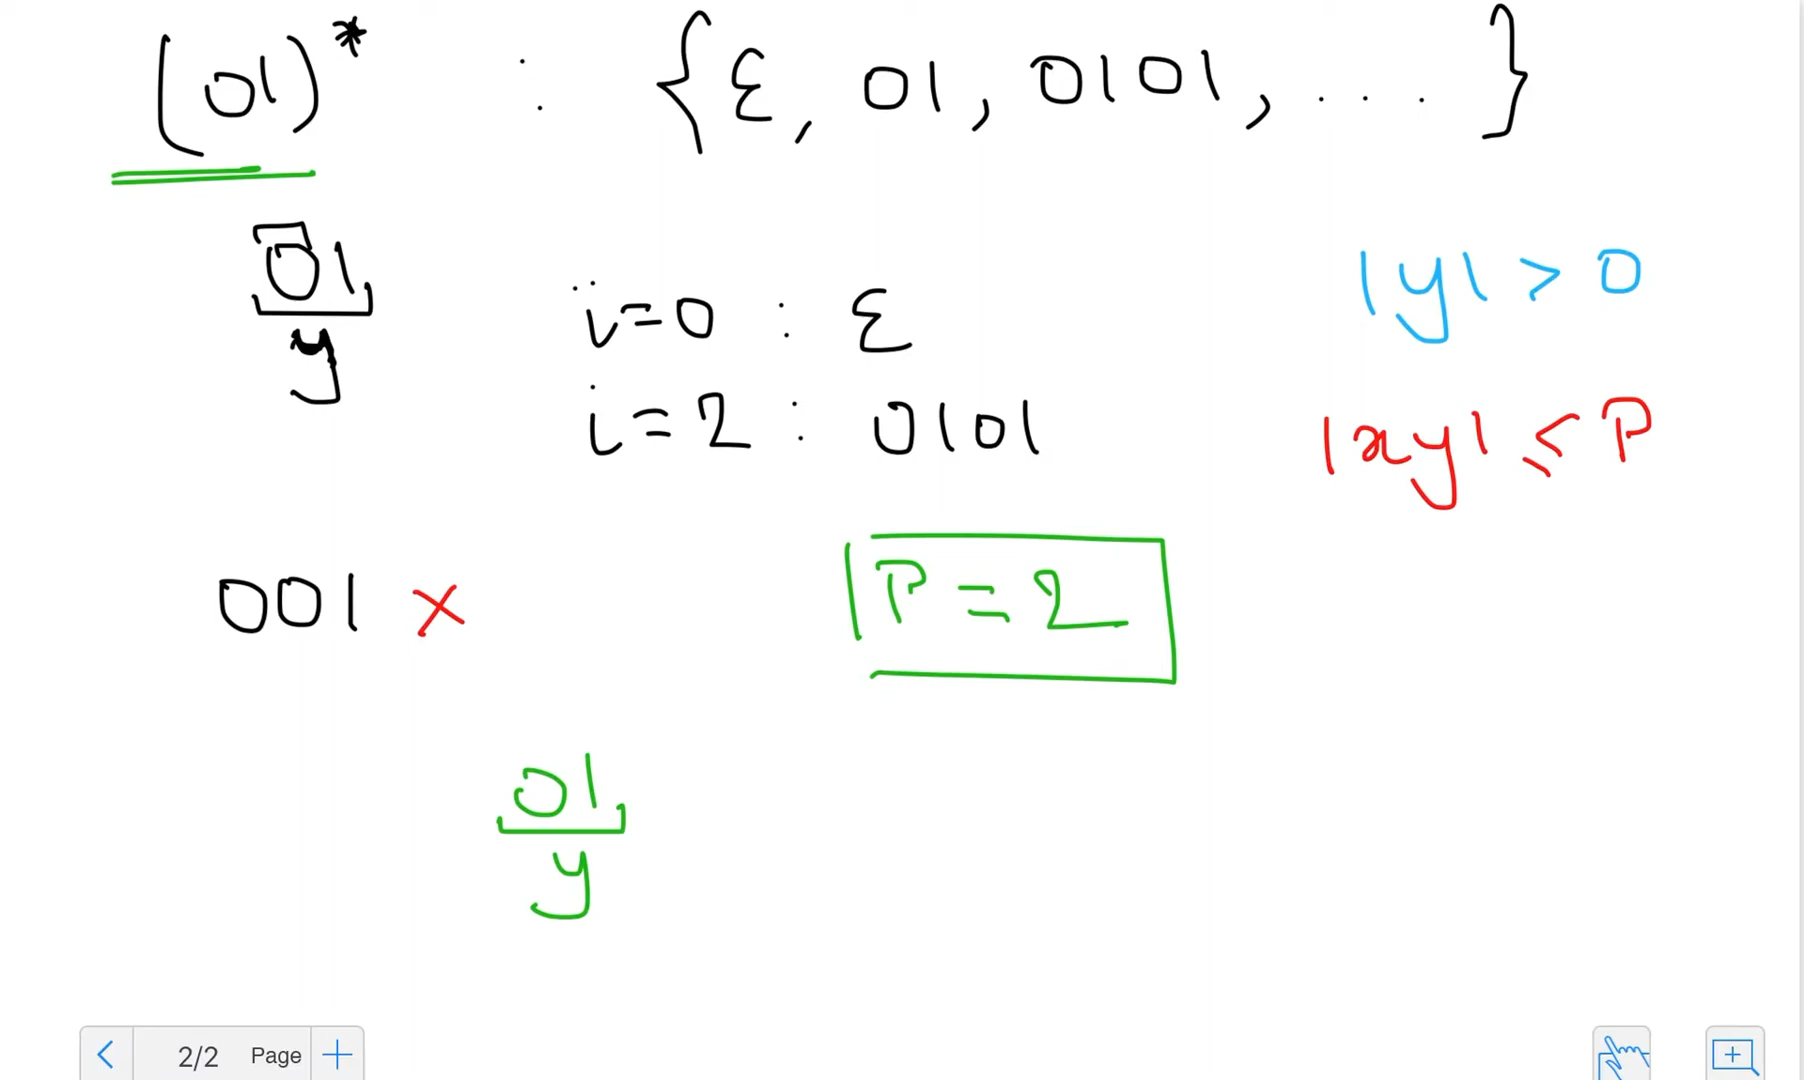 (01)* : {ε, 01, 0101, ...}
01
y
i=0 : ε
i=2 : 0101
|y| > 0
|xy| ≤ P
001 ×
P = 2
01
y
2/2 Page